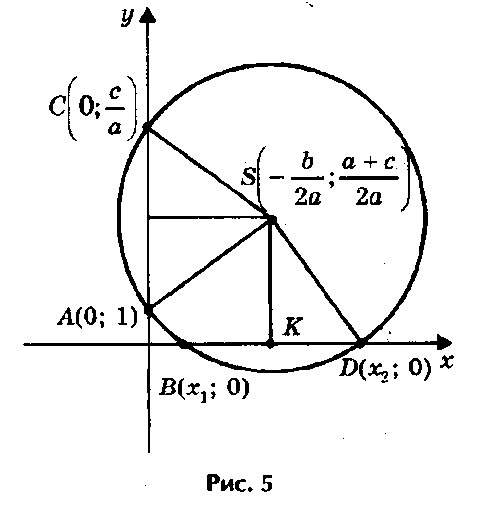 y
C(0; c/a)
S(-b/2a; a + c/2a)
A(0; 1)
K
B(x₁; 0)
D(x₂; 0)
x
Рис. 5